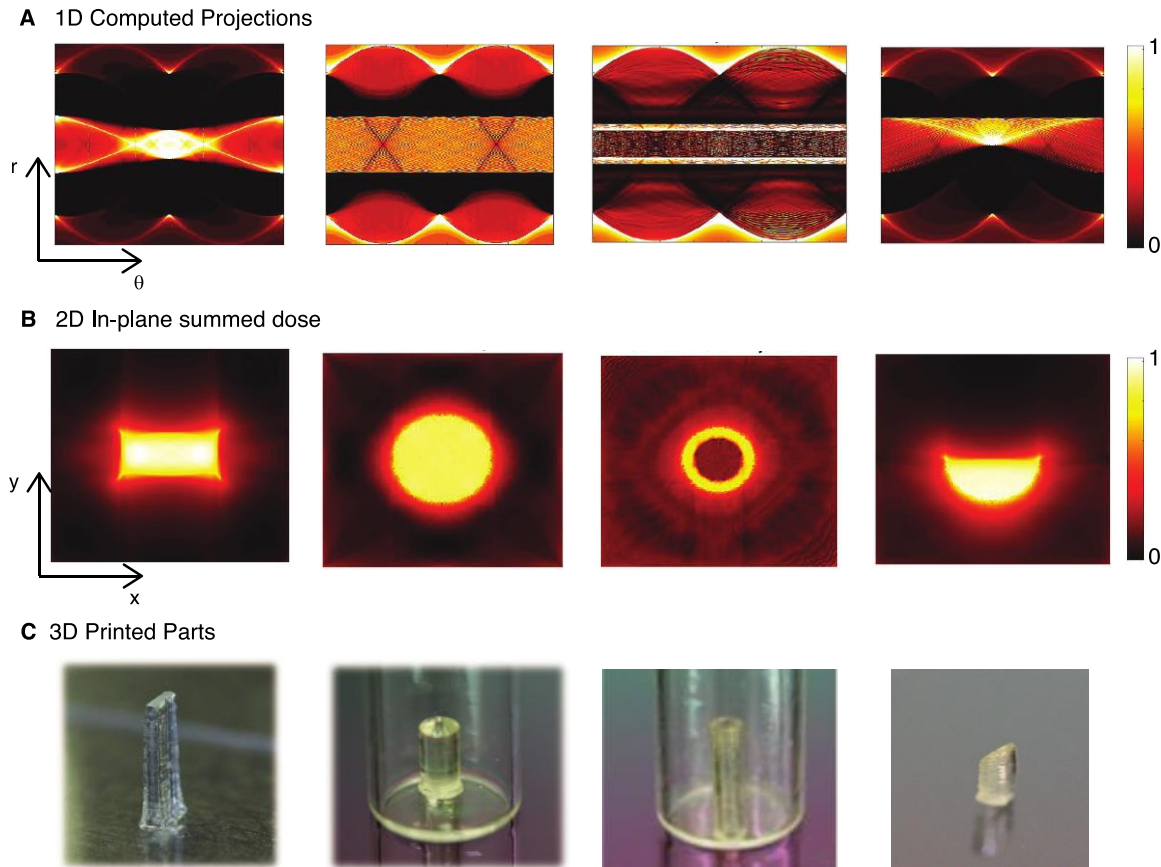 A 1D Computed Projections
1
r
0
θ
B 2D In-plane summed dose
1
y
0
x
C 3D Printed Parts